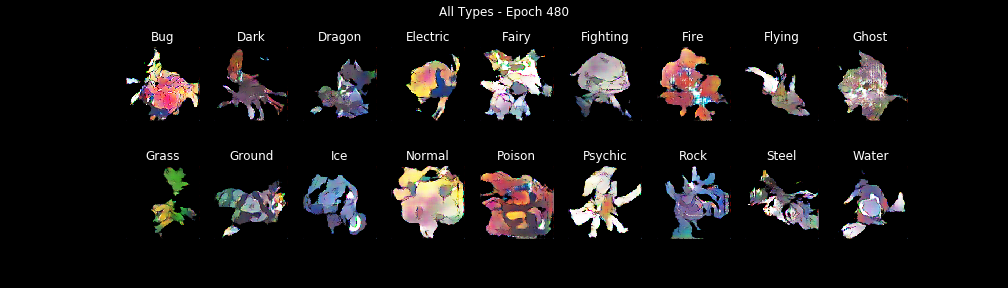 All Types - Epoch 480
Bug Dark Dragon Electric Fairy Fighting Fire Flying Ghost
Grass Ground Ice Normal Poison Psychic Rock Steel Water